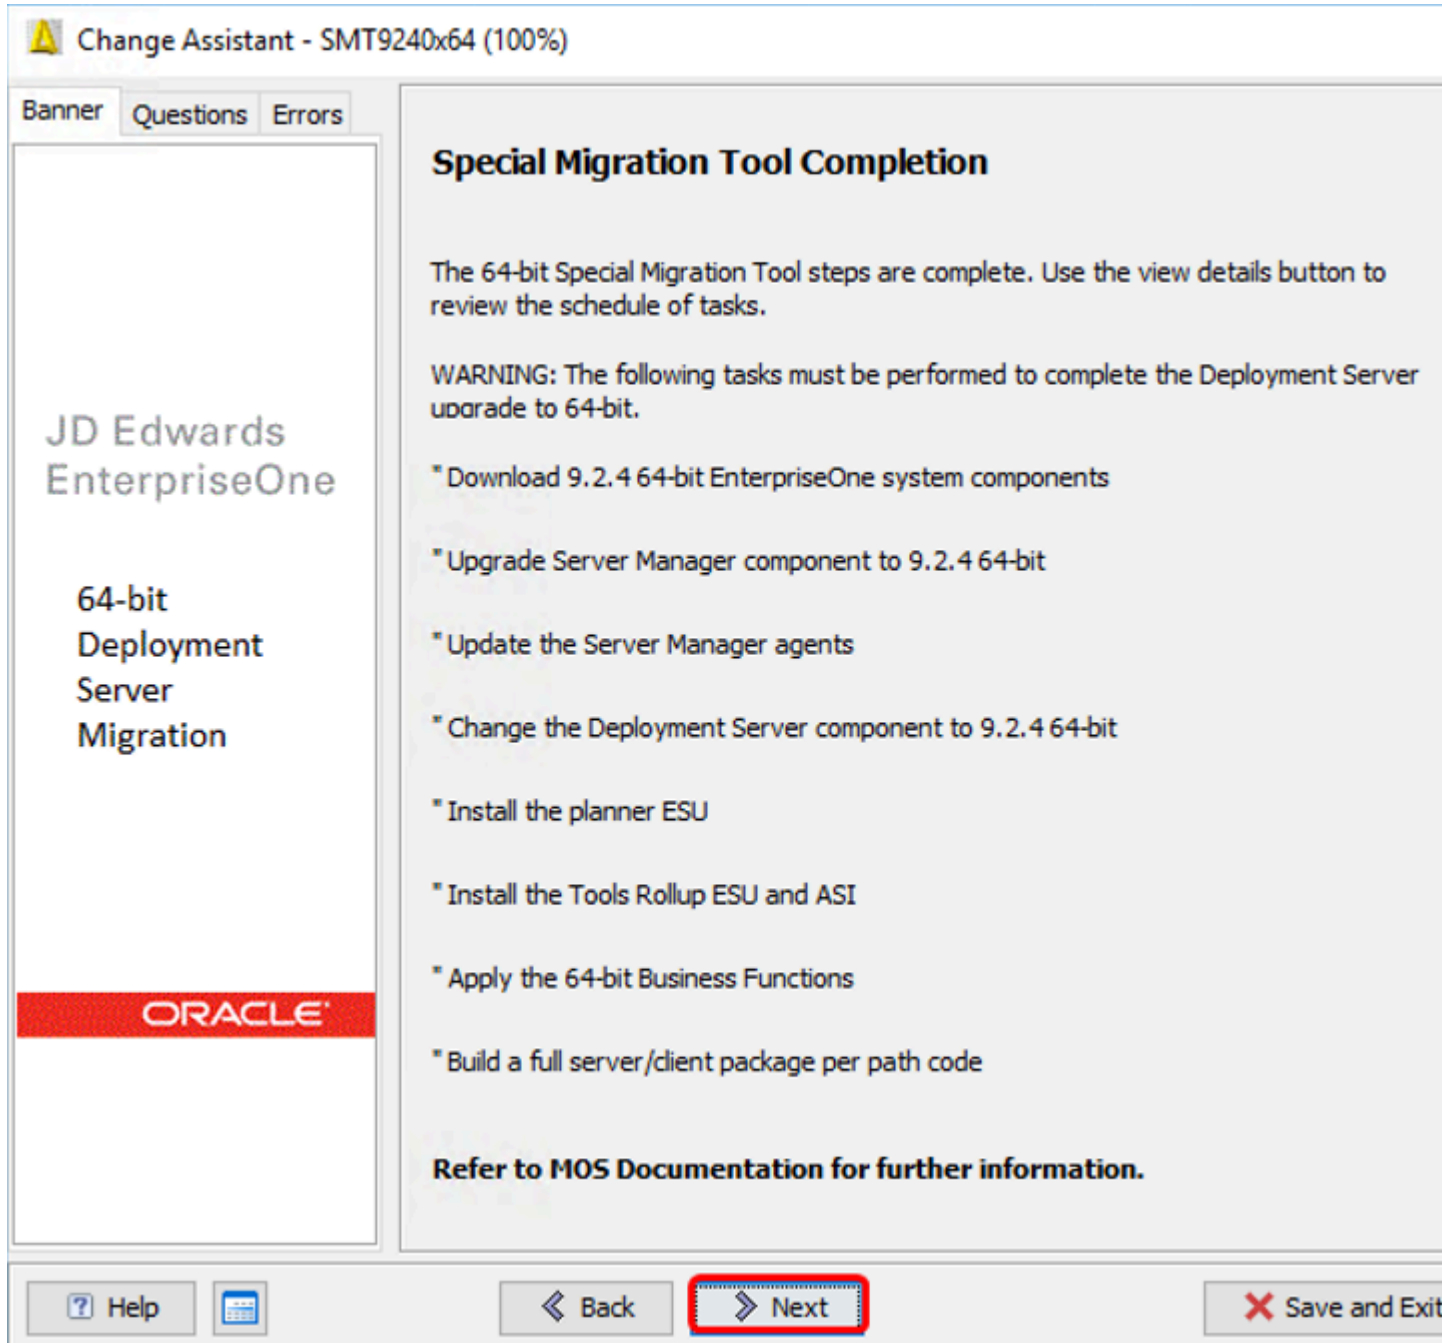 Change Assistant - SMT9240x64 (100%)
Banner Questions Errors
JD Edwards
EnterpriseOne
64-bit
Deployment
Server
Migration
ORACLE
Special Migration Tool Completion
The 64-bit Special Migration Tool steps are complete. Use the view details button to
review the schedule of tasks.
WARNING: The following tasks must be performed to complete the Deployment Server
upgrade to 64-bit.
* Download 9.2.4 64-bit EnterpriseOne system components
* Upgrade Server Manager component to 9.2.4 64-bit
* Update the Server Manager agents
* Change the Deployment Server component to 9.2.4 64-bit
* Install the planner ESU
* Install the Tools Rollup ESU and ASI
* Apply the 64-bit Business Functions
* Build a full server/client package per path code
Refer to MOS Documentation for further information.
? Help Back Next Save and Exit